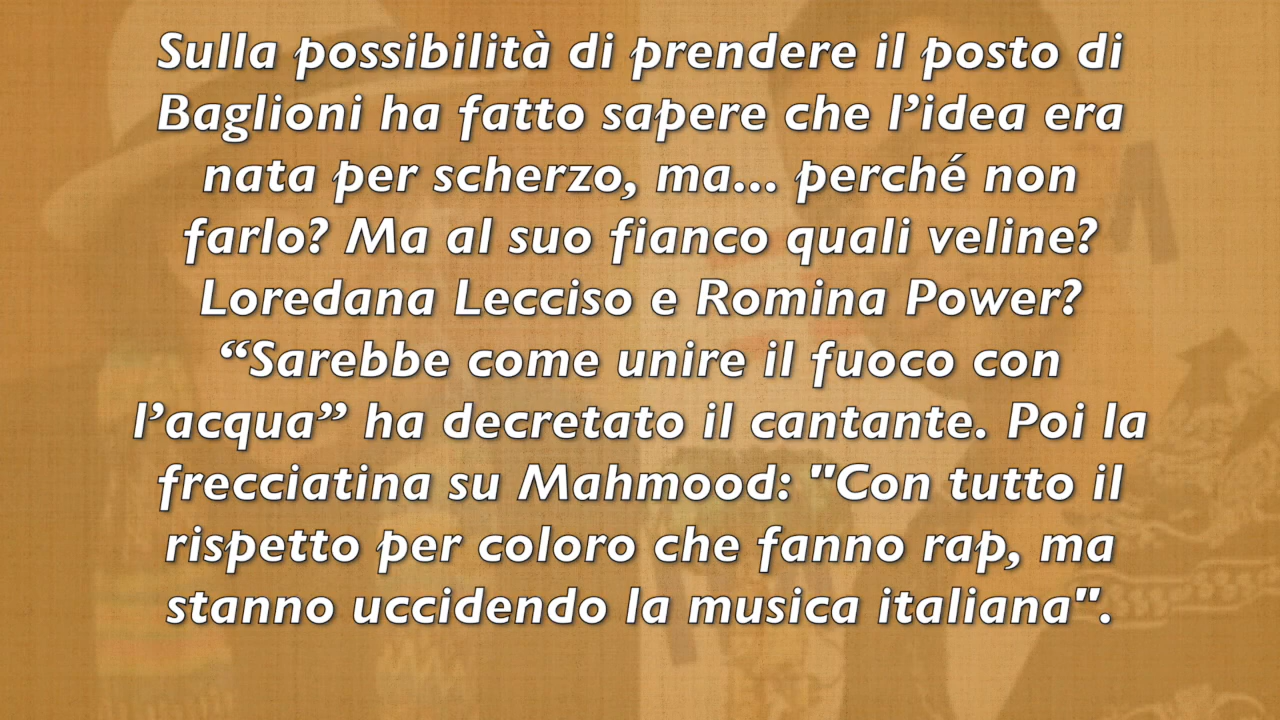 Sulla possibilità di prendere il posto di
Baglioni ha fatto sapere che l’idea era
nata per scherzo, ma... perché non
farlo? Ma al suo fianco quali veline?
Loredana Lecciso e Romina Power?
“Sarebbe come unire il fuoco con
l’acqua” ha decretato il cantante. Poi la
frecciatina su Mahmood: "Con tutto il
rispetto per coloro che fanno rap, ma
stanno uccidendo la musica italiana".